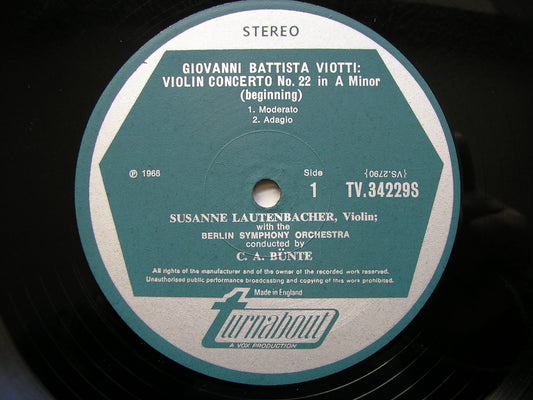 STEREO
GIOVANNI BATTISTA VIOTTI:
VIOLIN CONCERTO No. 22 in A Minor
(beginning)
1. Moderato
2. Adagio
℗ 1968
Side
1
{VS.2790}
TV.34229S
SUSANNE LAUTENBACHER, Violin;
with the
BERLIN SYMPHONY ORCHESTRA
conducted by
C. A. BÜNTE
All rights of the manufacturer and of the owner of the recorded work reserved.
Unauthorised public performance broadcasting and copying of this work prohibited.
Made in England
turnabout
A VOX PRODUCTION